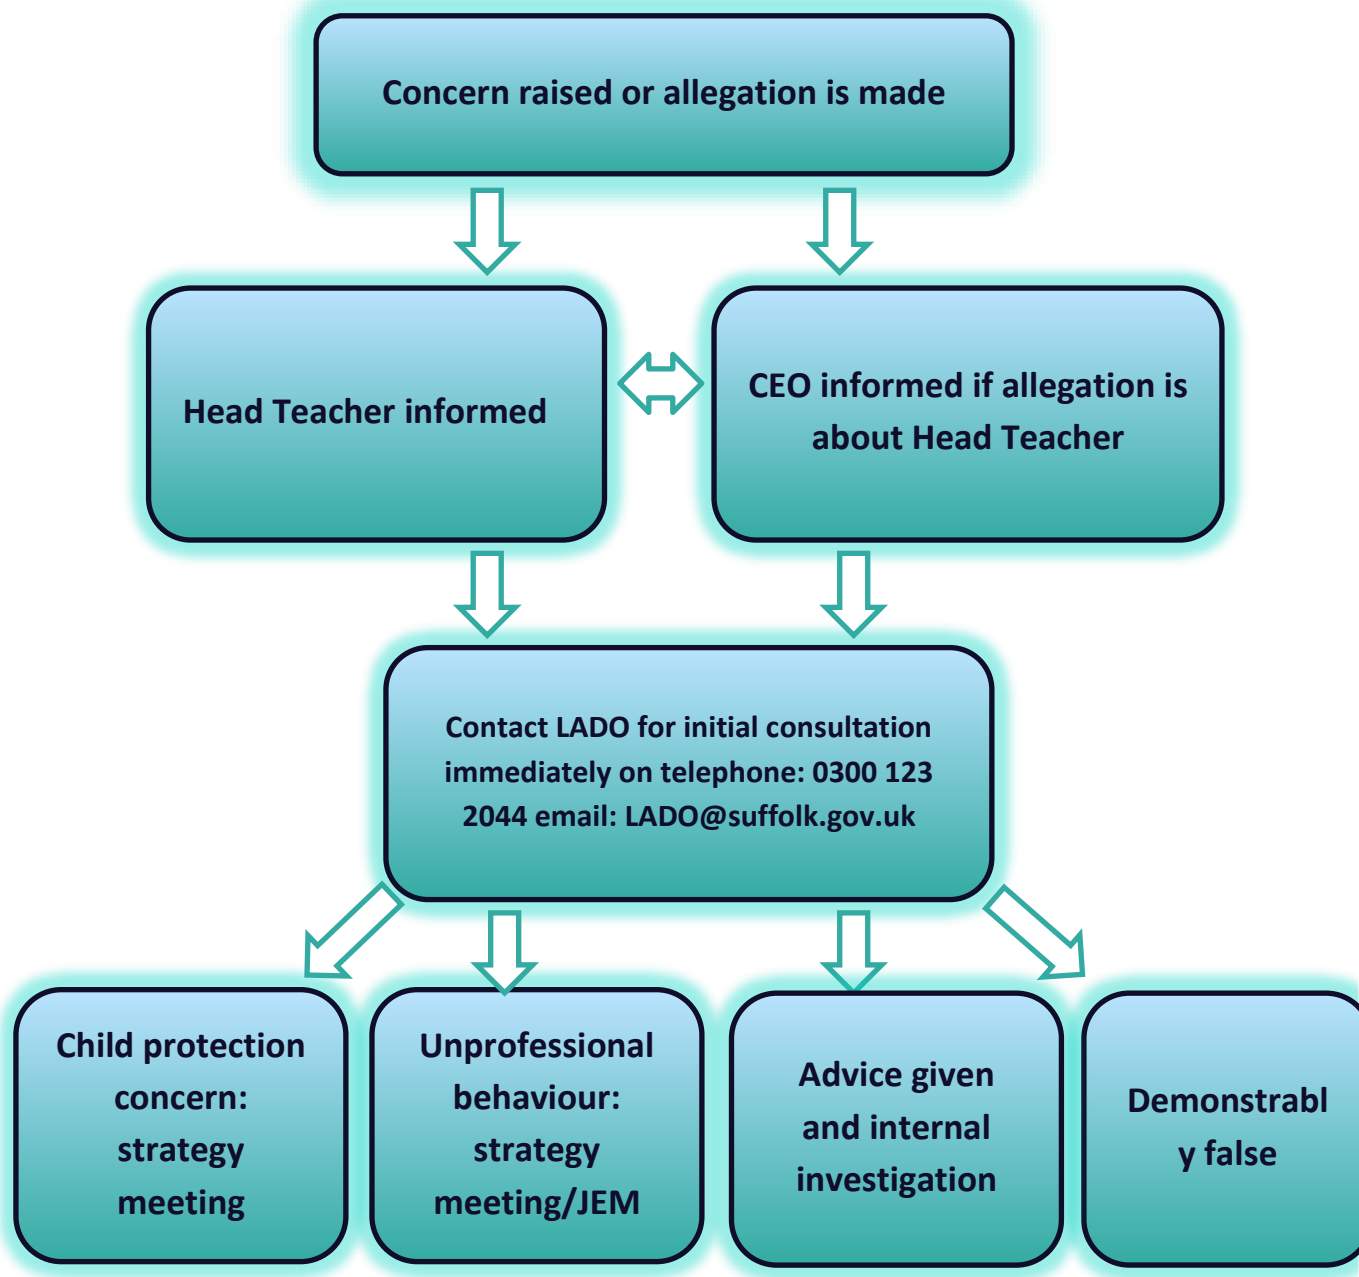 Concern raised or allegation is made
Head Teacher informed
CEO informed if allegation is
about Head Teacher
Contact LADO for initial consultation
immediately on telephone: 0300 123
2044 email: LADO@suffolk.gov.uk
Child protection
concern:
strategy
meeting
Unprofessional
behaviour:
strategy
meeting/JEM
Advice given
and internal
investigation
Demonstrabl
y false